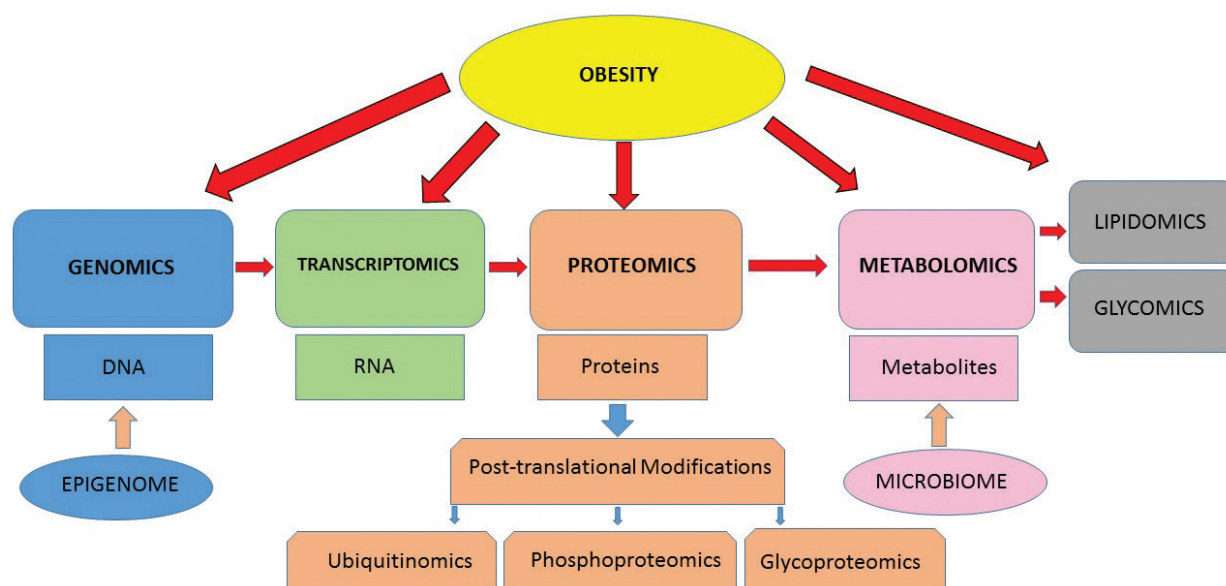 OBESITY
GENOMICS
TRANSCRIPTOMICS
PROTEOMICS
METABOLOMICS
LIPIDOMICS
GLYCOMICS
DNA
RNA
Proteins
Metabolites
EPIGENOME
Post-translational Modifications
MICROBIOME
Ubiquitinomics
Phosphoproteomics
Glycoproteomics